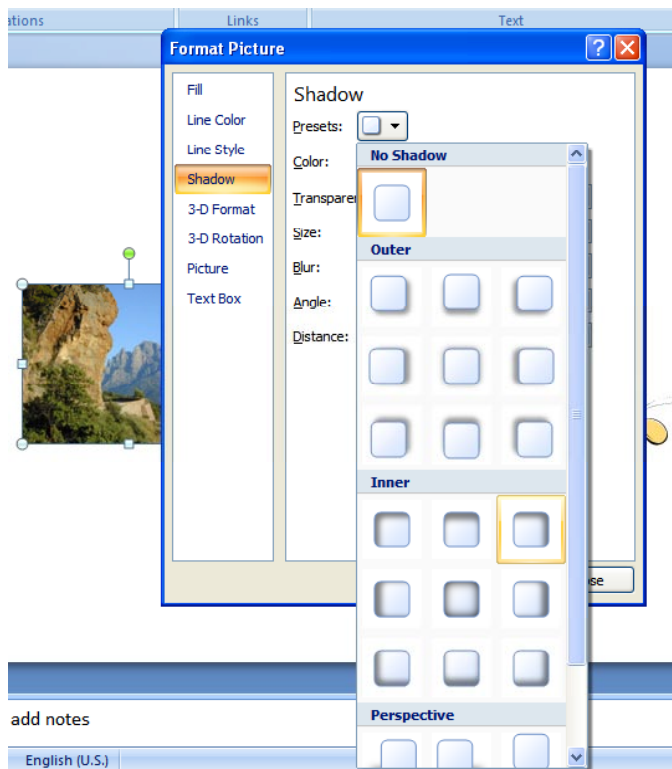 Links
Text
Format Picture
Fill
Line Color
Line Style
Shadow
3-D Format
3-D Rotation
Picture
Text Box
Shadow
Presets:
Color:
Size:
Blur:
Angle:
Distance:
No Shadow
Outer
Inner
Perspective
add notes
English (U.S.)